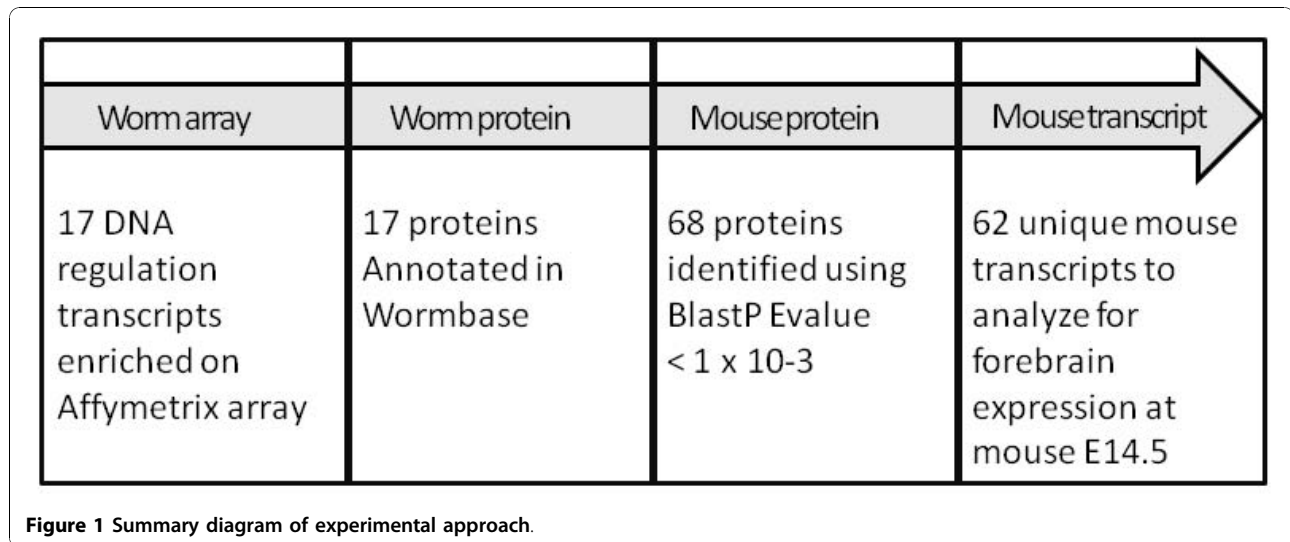 Worm array
Worm protein
Mouse protein
Mouse transcript
17 DNA
regulation
transcripts
enriched on
Affymetrix array
17 proteins
Annotated in
Wormbase
68 proteins
identified using
BlastP Evalue
< 1 x 10-3
62 unique mouse
transcripts to
analyze for
forebrain
expression at
mouse E14.5
Figure 1 Summary diagram of experimental approach.